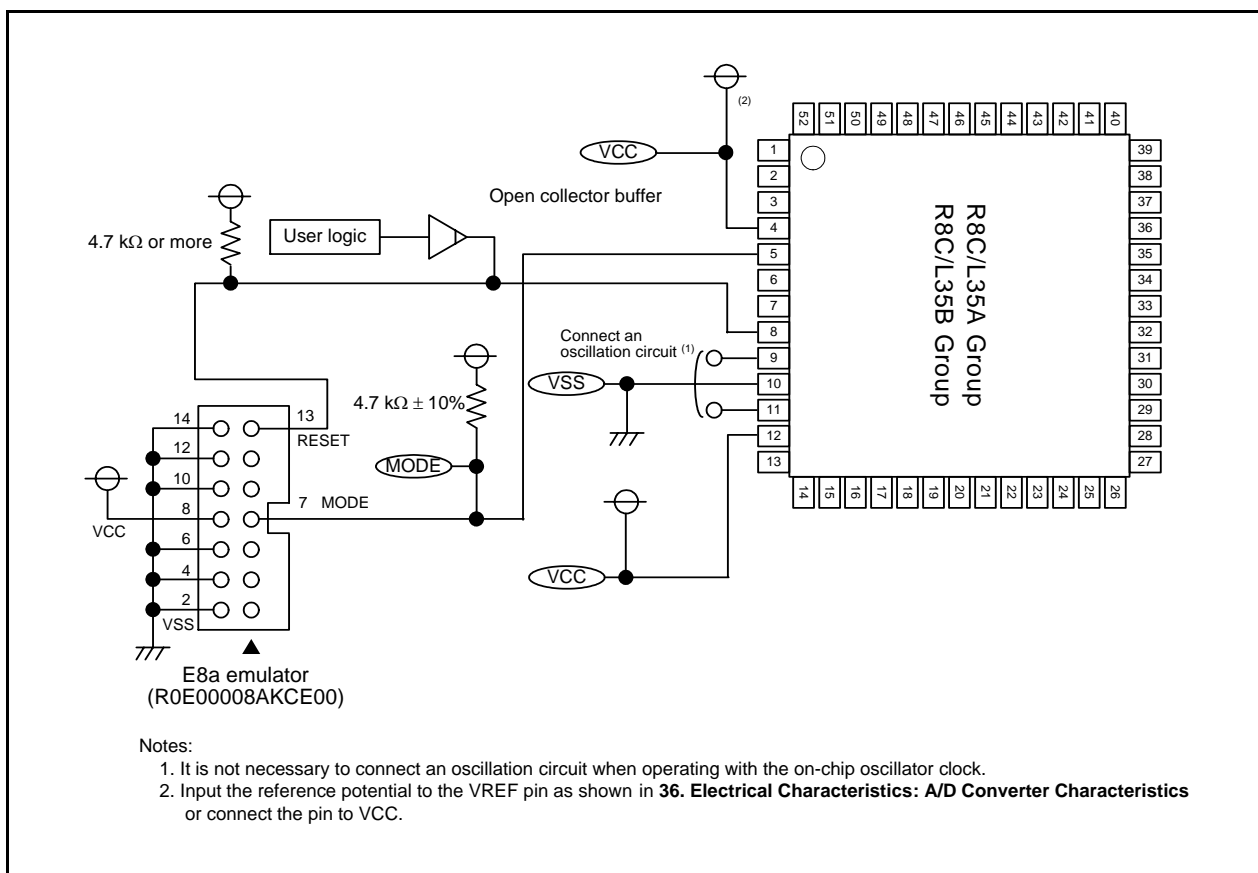 (2)
VCC
Open collector buffer
4.7 kΩ or more
User logic
Connect an
oscillation circuit (1)
VSS
4.7 kΩ ± 10%
MODE
VCC
14
13
RESET
12
10
8
VCC
7 MODE
6
4
2
VSS
E8a emulator
(R0E00008AKCE00)
52 51 50 49 48 47 46 45 44 43 42 41 40
1
2
3
4
5
6
7
8
9
10
11
12
13
R8C/L35A Group
R8C/L35B Group
39
38
37
36
35
34
33
32
31
30
29
28
27
14 15 16 17 18 19 20 21 22 23 24 25 26
Notes:
1. It is not necessary to connect an oscillation circuit when operating with the on-chip oscillator clock.
2. Input the reference potential to the VREF pin as shown in 36. Electrical Characteristics: A/D Converter Characteristics
or connect the pin to VCC.